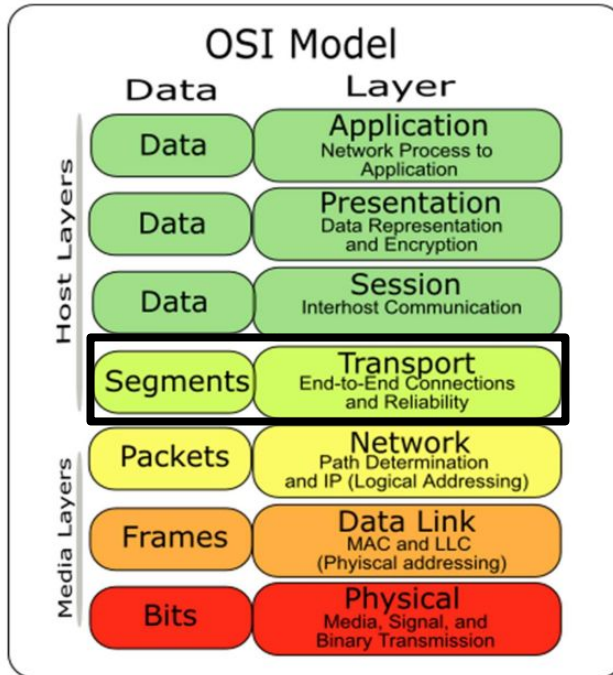 OSI Model
Data Layer
Host Layers
Data
Application
Network Process to
Application
Data
Presentation
Data Representation
and Encryption
Data
Session
Interhost Communication
Segments
Transport
End-to-End Connections
and Reliability
Media Layers
Packets
Network
Path Determination
and IP (Logical Addressing)
Frames
Data Link
MAC and LLC
(Phyiscal addressing)
Bits
Physical
Media, Signal, and
Binary Transmission